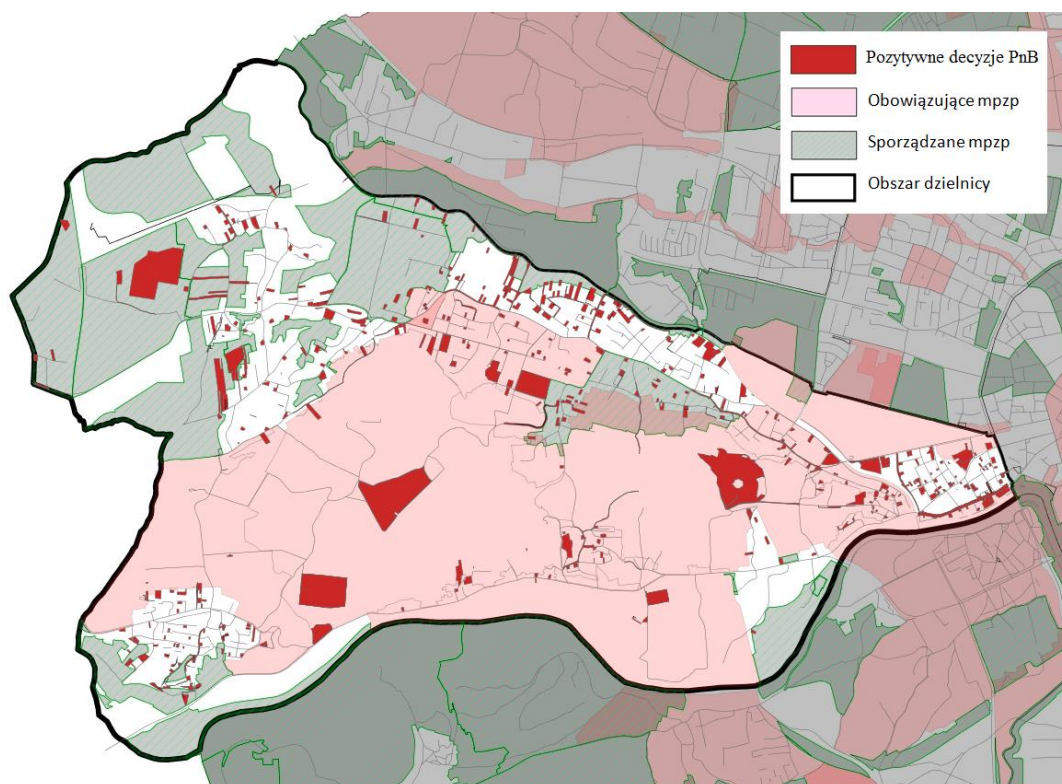 Pozytywne decyzje PnB
Obowiązujące mpzp
Sporządzane mpzp
Obszar dzielnicy